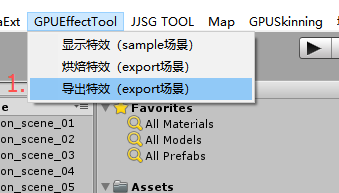 GPUEffectTool JJSG TOOL Map GPUSkinning
显示特效（sample场景）
烘焙特效（export场景）
1.
导出特效（export场景）
Favorites
on_scene_01
All Materials
on_scene_02
All Models
on_scene_03
All Prefabs
on_scene_04
on_scene_05
Assets